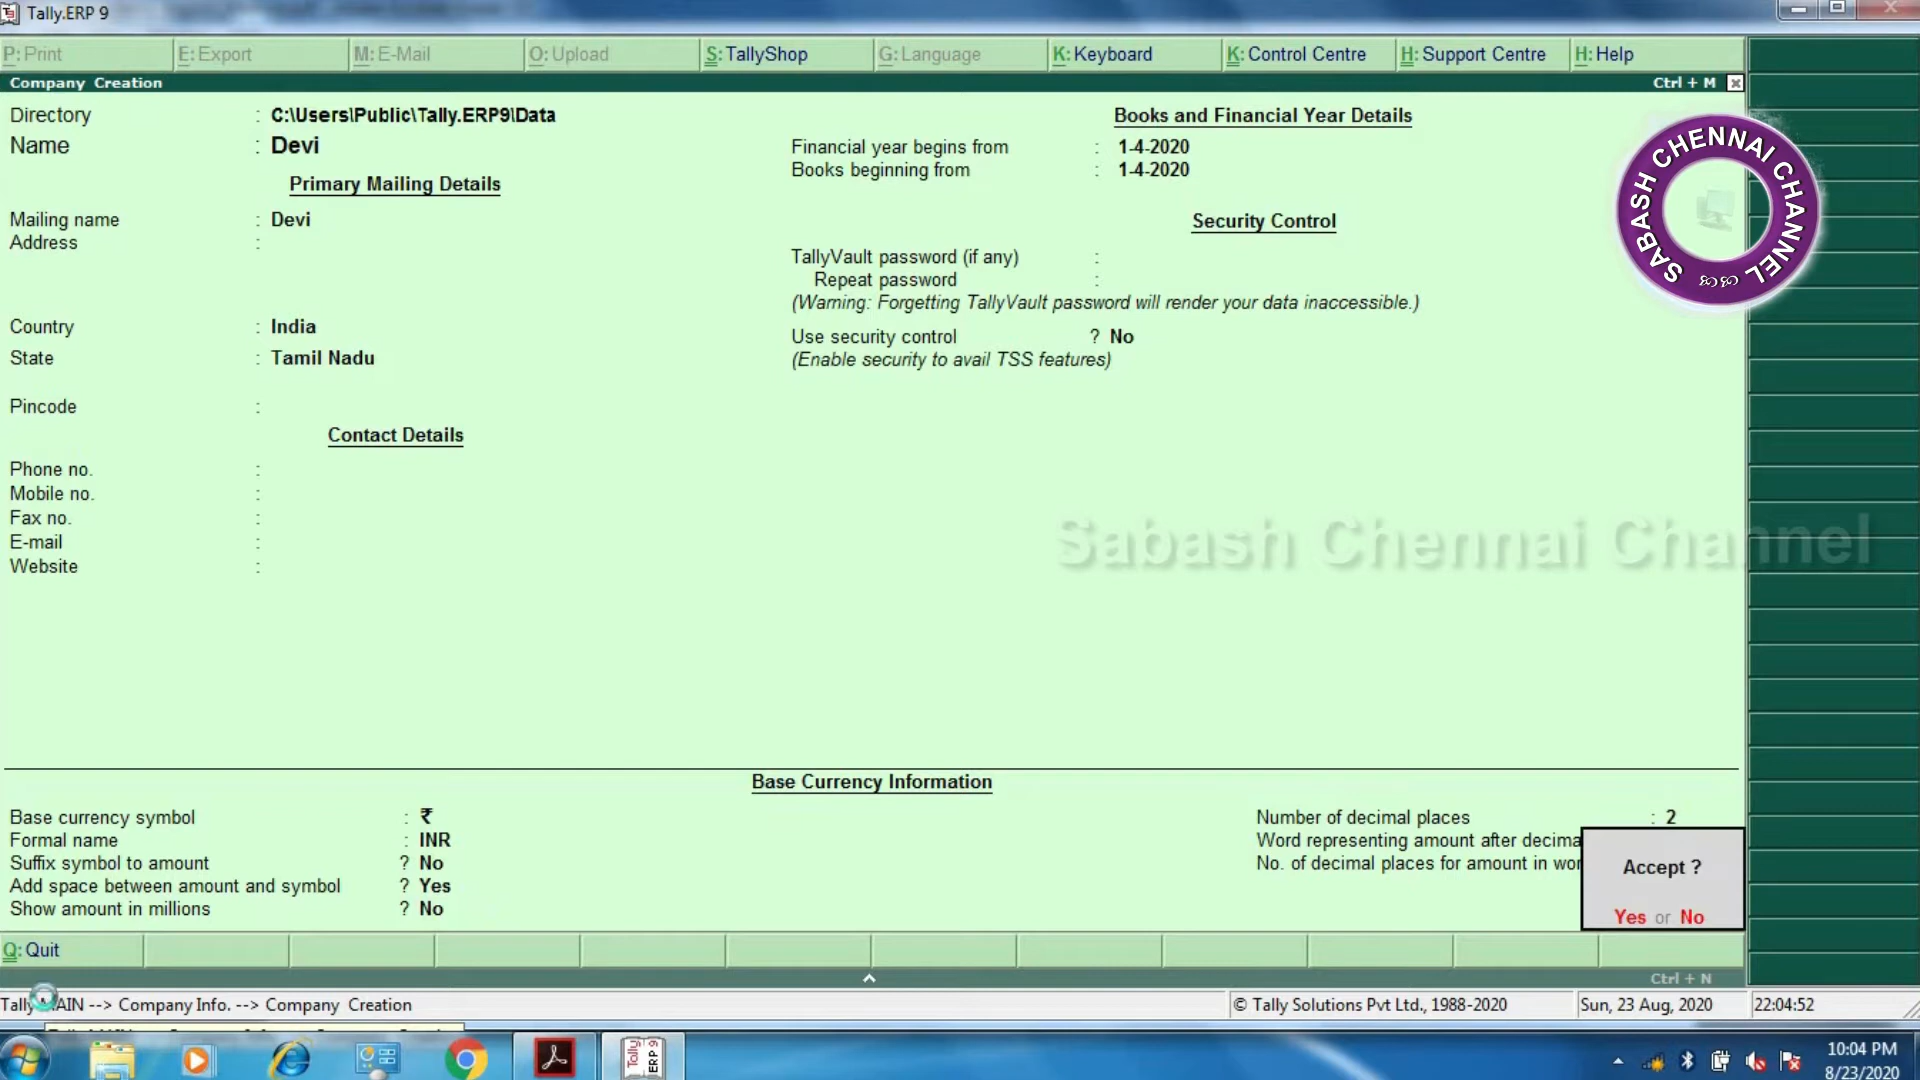 Tally.ERP 9
P: Print E: Export M: E-Mail O: Upload S: TallyShop G: Language K: Keyboard K: Control Centre H: Support Centre H: Help
Company Creation Ctrl + M
Directory : C:\Users\Public\Tally.ERP9\Data
Name : Devi
Primary Mailing Details
Mailing name : Devi
Address :
Country : India
State : Tamil Nadu
Pincode :
Contact Details
Phone no. :
Mobile no. :
Fax no. :
E-mail :
Website :
Books and Financial Year Details
Financial year begins from : 1-4-2020
Books beginning from : 1-4-2020
Security Control
TallyVault password (if any) :
Repeat password :
(Warning: Forgetting TallyVault password will render your data inaccessible.)
Use security control ? No
(Enable security to avail TSS features)
SABASH CHENNAI CHANNEL
Sabash Chennai Channel
Base Currency Information
Base currency symbol : ₹
Formal name : INR
Suffix symbol to amount ? No
Add space between amount and symbol ? Yes
Show amount in millions ? No
Number of decimal places : 2
Word representing amount after decima
No. of decimal places for amount in wor
Accept ?
Yes or No
Q: Quit
Ctrl + N
Tally AIN --> Company Info. --> Company Creation
© Tally Solutions Pvt Ltd., 1988-2020 Sun, 23 Aug, 2020 22:04:52
Tally ERP 9
10:04 PM
8/23/2020